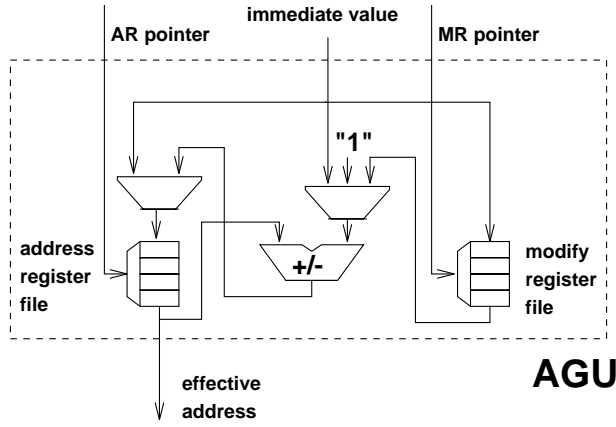 immediate value
AR pointer
MR pointer
"1"
address
register
file
+/-
modify
register
file
AGU
effective
address